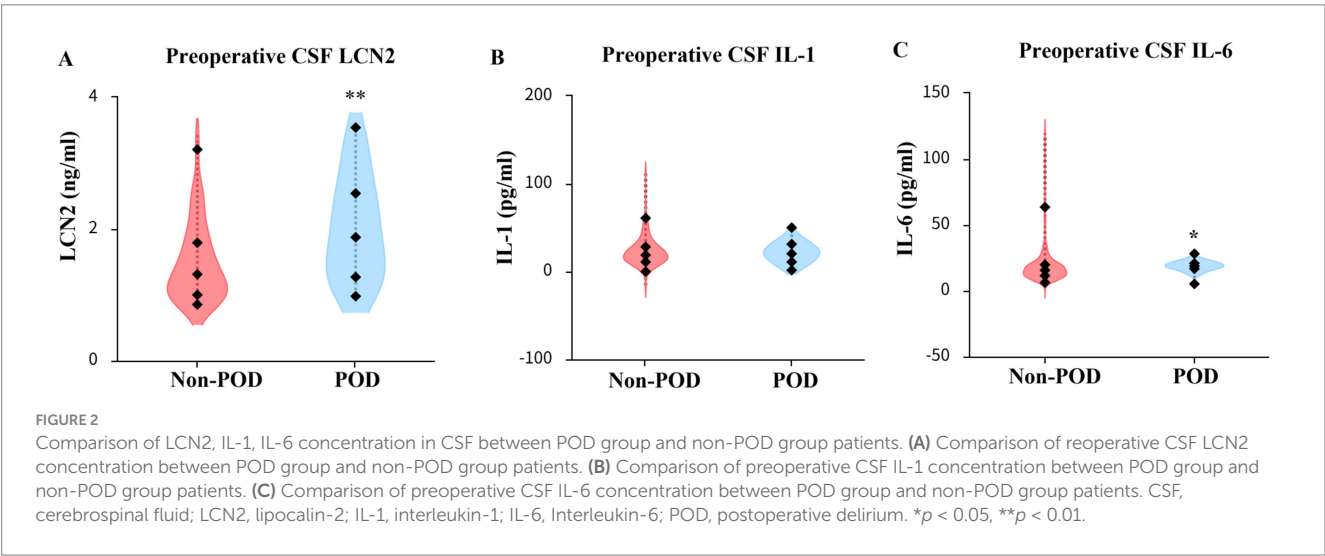 A
Preoperative CSF LCN2
4
2
0
LCN2 (ng/ml)
**
Non-POD
POD
B
Preoperative CSF IL-1
200
100
0
-100
IL-1 (pg/ml)
Non-POD
POD
C
Preoperative CSF IL-6
150
100
50
0
-50
IL-6 (pg/ml)
*
Non-POD
POD
FIGURE 2
Comparison of LCN2, IL-1, IL-6 concentration in CSF between POD group and non-POD group patients. (A) Comparison of reoperative CSF LCN2
concentration between POD group and non-POD group patients. (B) Comparison of preoperative CSF IL-1 concentration between POD group and
non-POD group patients. (C) Comparison of preoperative CSF IL-6 concentration between POD group and non-POD group patients. CSF,
cerebrospinal fluid; LCN2, lipocalin-2; IL-1, interleukin-1; IL-6, Interleukin-6; POD, postoperative delirium. *p < 0.05, **p < 0.01.